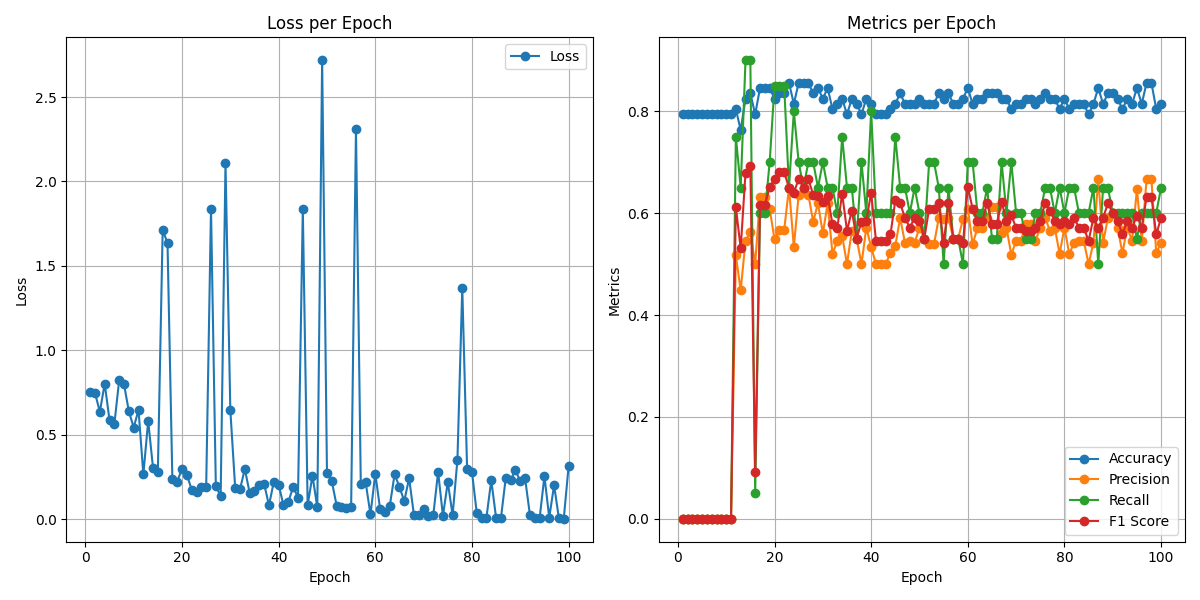 Loss per Epoch
Loss
2.5
2.0
1.5
1.0
0.5
0.0
Loss
0
20
40
60
80
100
Epoch
Metrics per Epoch
0.8
0.6
0.4
0.2
0.0
Metrics
Accuracy
Precision
Recall
F1 Score
0
20
40
60
80
100
Epoch